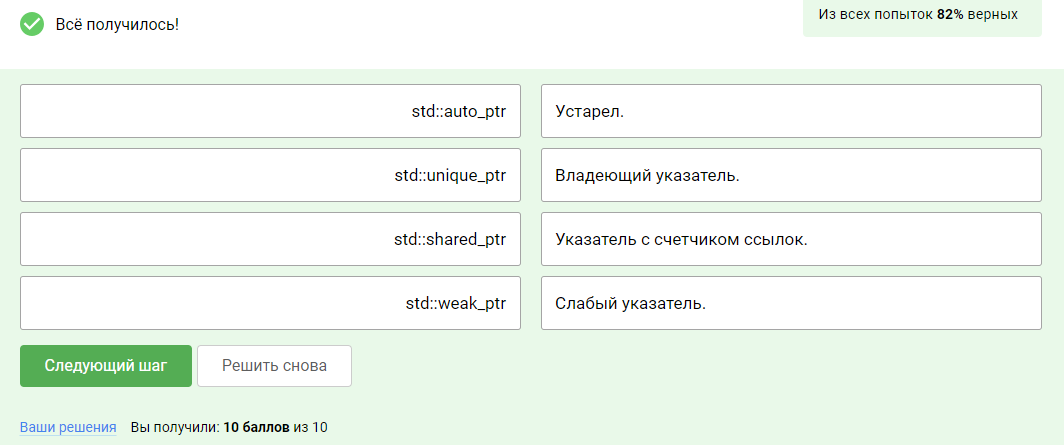 Всё получилось!
Из всех попыток 82% верных
std::auto_ptr
Устарел.
std::unique_ptr
Владеющий указатель.
std::shared_ptr
Указатель с счетчиком ссылок.
std::weak_ptr
Слабый указатель.
Следующий шаг
Решить снова
Ваши решения Вы получили: 10 баллов из 10